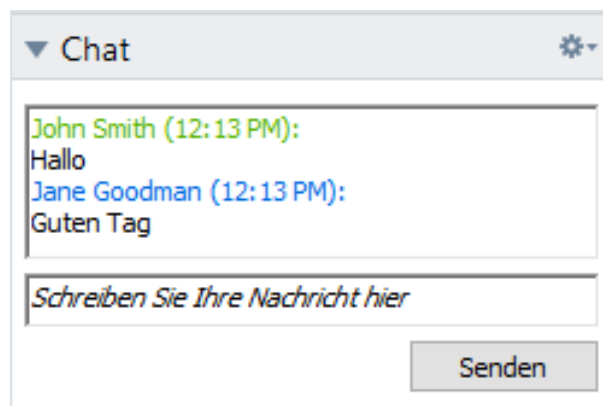 Chat
John Smith (12:13 PM):
Hallo
Jane Goodman (12:13 PM):
Guten Tag
Schreiben Sie Ihre Nachricht hier
Senden